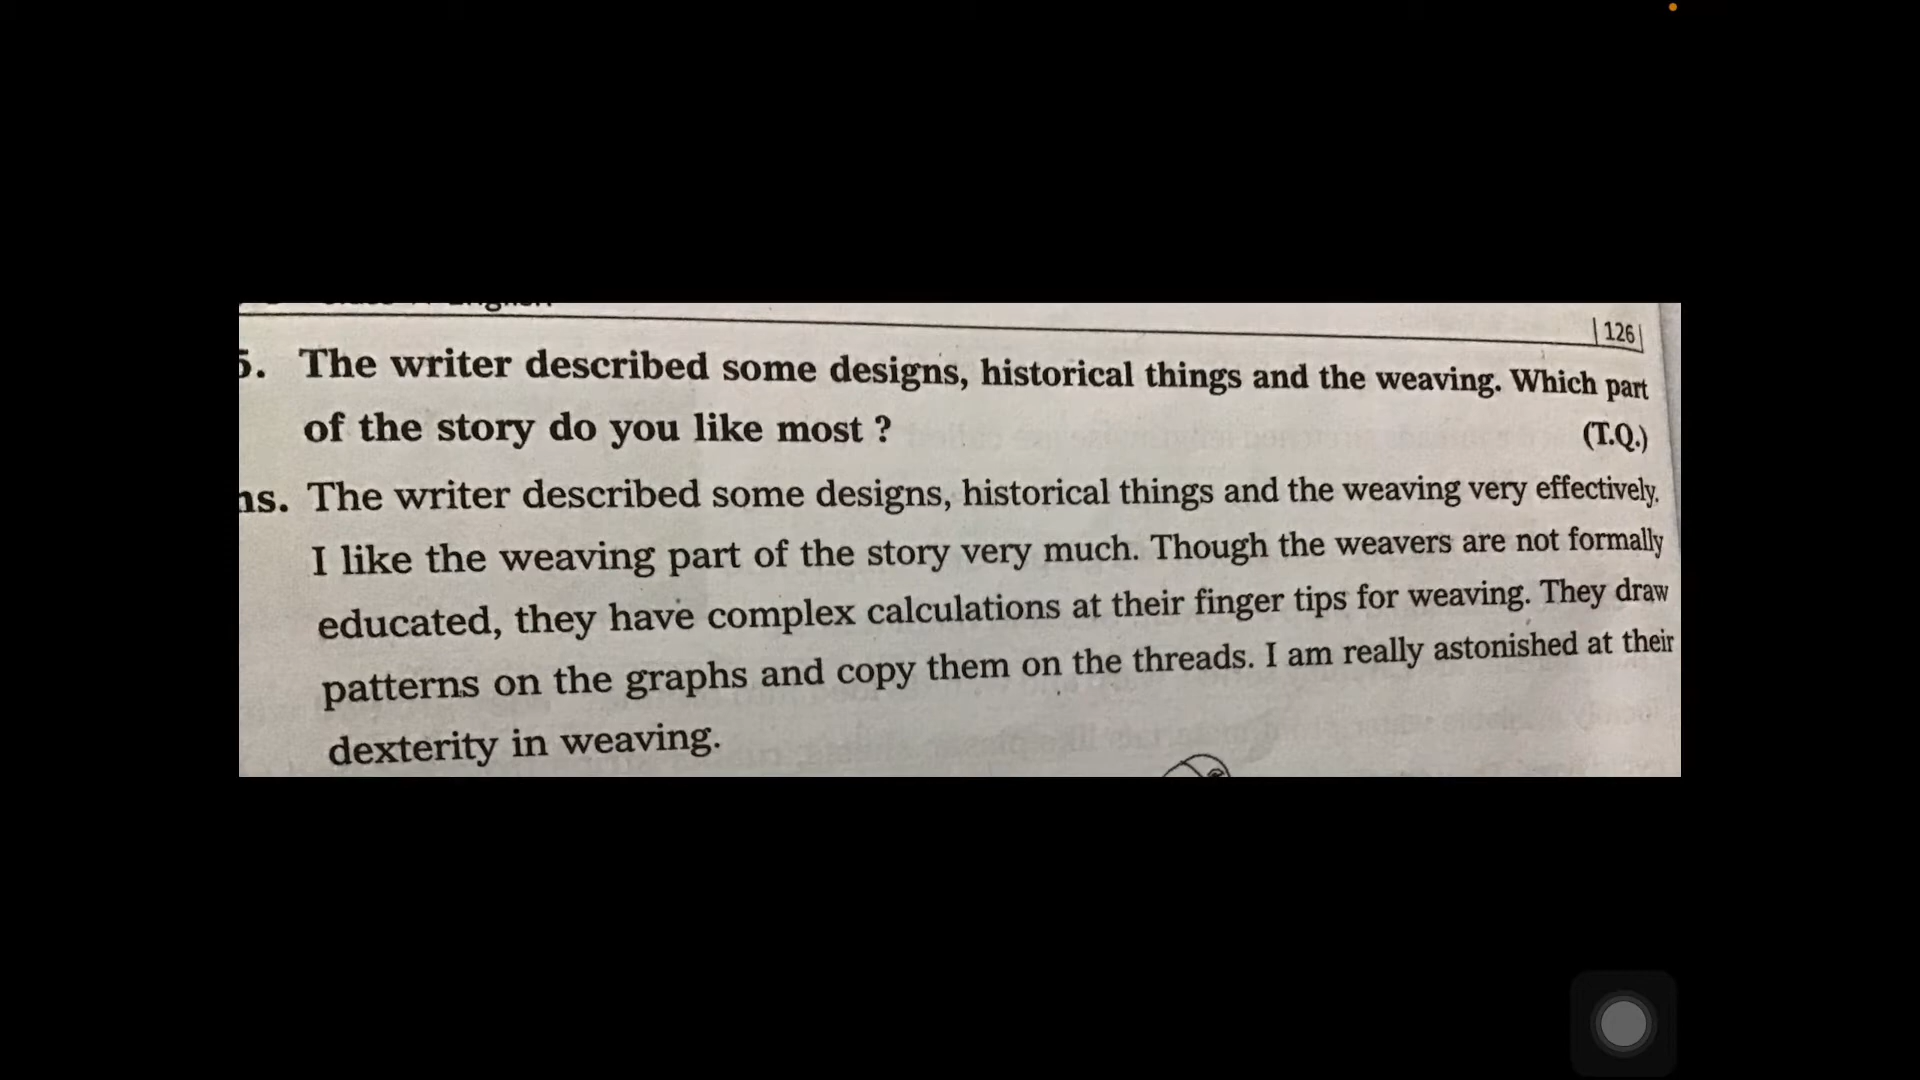 126
5. The writer described some designs, historical things and the weaving. Which part
of the story do you like most ?
(T.Q.)
ns. The writer described some designs, historical things and the weaving very effectively.
I like the weaving part of the story very much. Though the weavers are not formally
educated, they have complex calculations at their finger tips for weaving. They draw
patterns on the graphs and copy them on the threads. I am really astonished at their
dexterity in weaving.